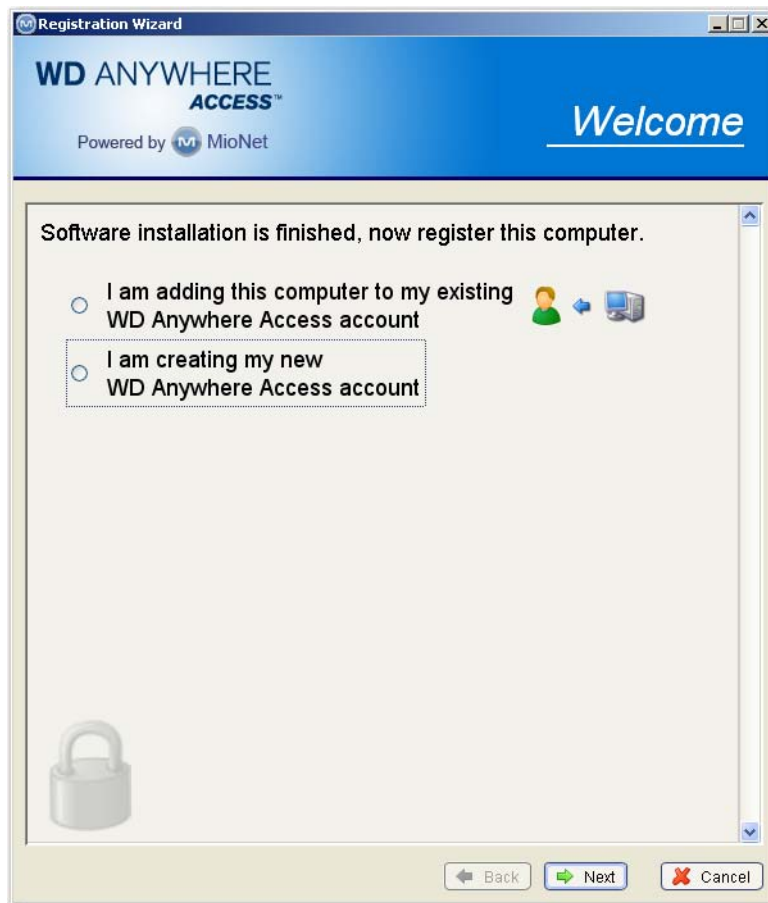 Registration Wizard
WD ANYWHERE
ACCESS™
Powered by MioNet
Welcome
Software installation is finished, now register this computer.
I am adding this computer to my existing
WD Anywhere Access account
I am creating my new
WD Anywhere Access account
Back Next Cancel